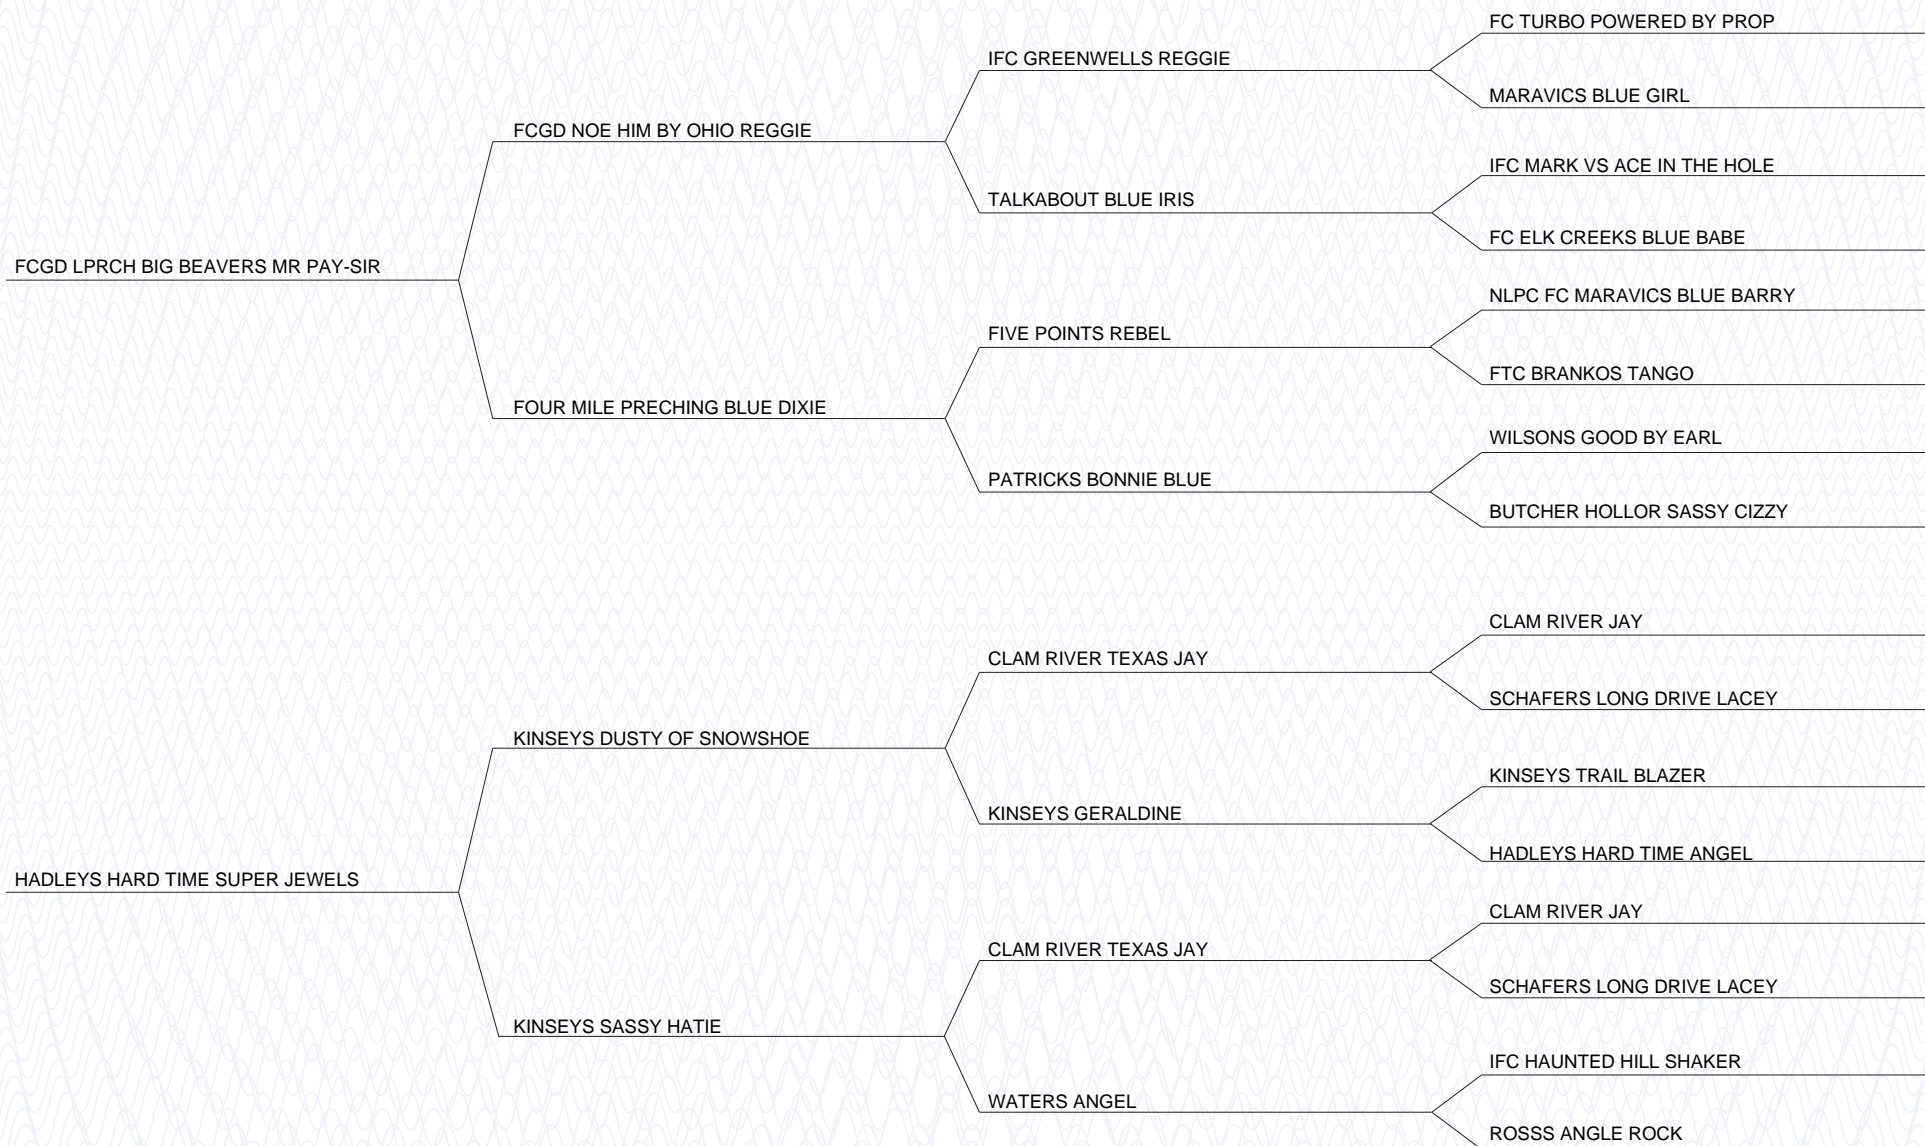 FC TURBO POWERED BY PROP
IFC GREENWELLS REGGIE
MARAVICS BLUE GIRL
FCGD NOE HIM BY OHIO REGGIE
IFC MARK VS ACE IN THE HOLE
TALKABOUT BLUE IRIS
FC ELK CREEKS BLUE BABE
FCGD LPRCH BIG BEAVERS MR PAY-SIR
NLPC FC MARAVICS BLUE BARRY
FIVE POINTS REBEL
FTC BRANKOS TANGO
FOUR MILE PRECHING BLUE DIXIE
WILSONS GOOD BY EARL
PATRICKS BONNIE BLUE
BUTCHER HOLLOR SASSY CIZZY
CLAM RIVER JAY
CLAM RIVER TEXAS JAY
SCHAFERS LONG DRIVE LACEY
KINSEYS DUSTY OF SNOWSHOE
KINSEYS TRAIL BLAZER
KINSEYS GERALDINE
HADLEYS HARD TIME ANGEL
HADLEYS HARD TIME SUPER JEWELS
CLAM RIVER JAY
CLAM RIVER TEXAS JAY
SCHAFERS LONG DRIVE LACEY
KINSEYS SASSY HATIE
IFC HAUNTED HILL SHAKER
WATERS ANGEL
ROSSS ANGLE ROCK